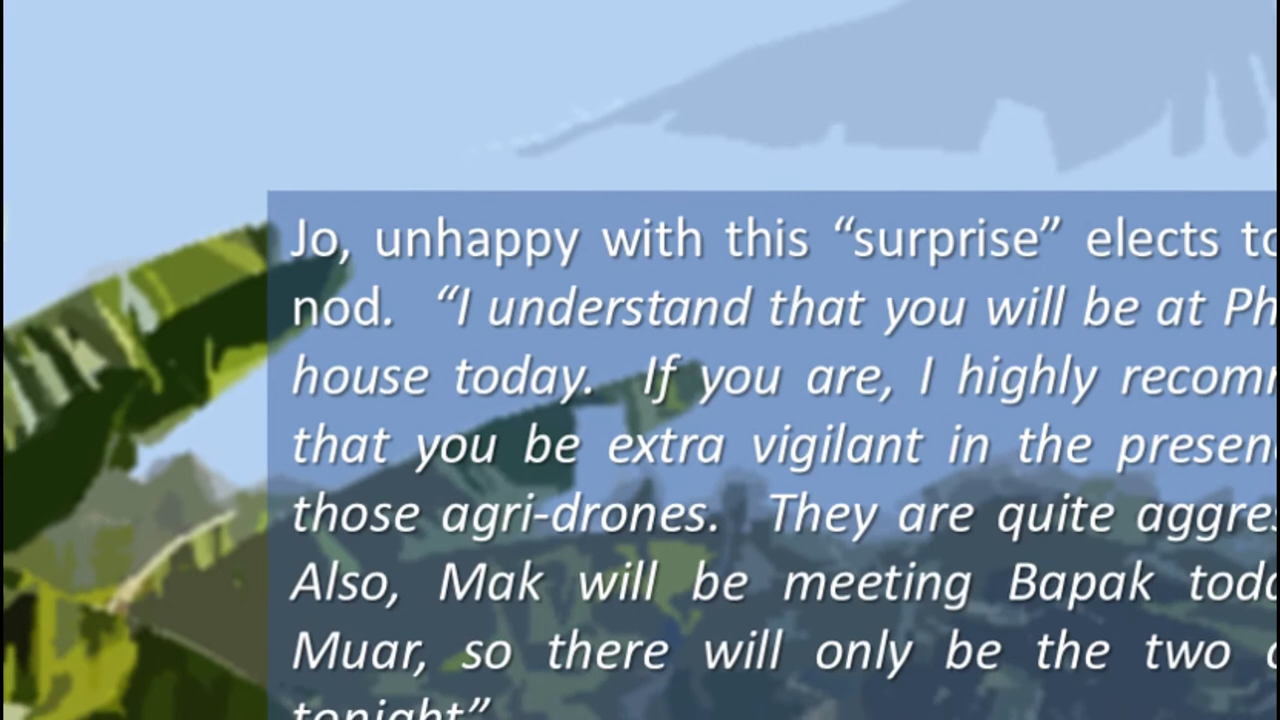 Jo, unhappy with this “surprise” elects to
nod. “I understand that you will be at
house today. If you are, I highly
that you be extra vigilant in the
those agri-drones. They are quite
Also, Mak will be meeting Bapak
Muar, so there will only be the two
tonight”